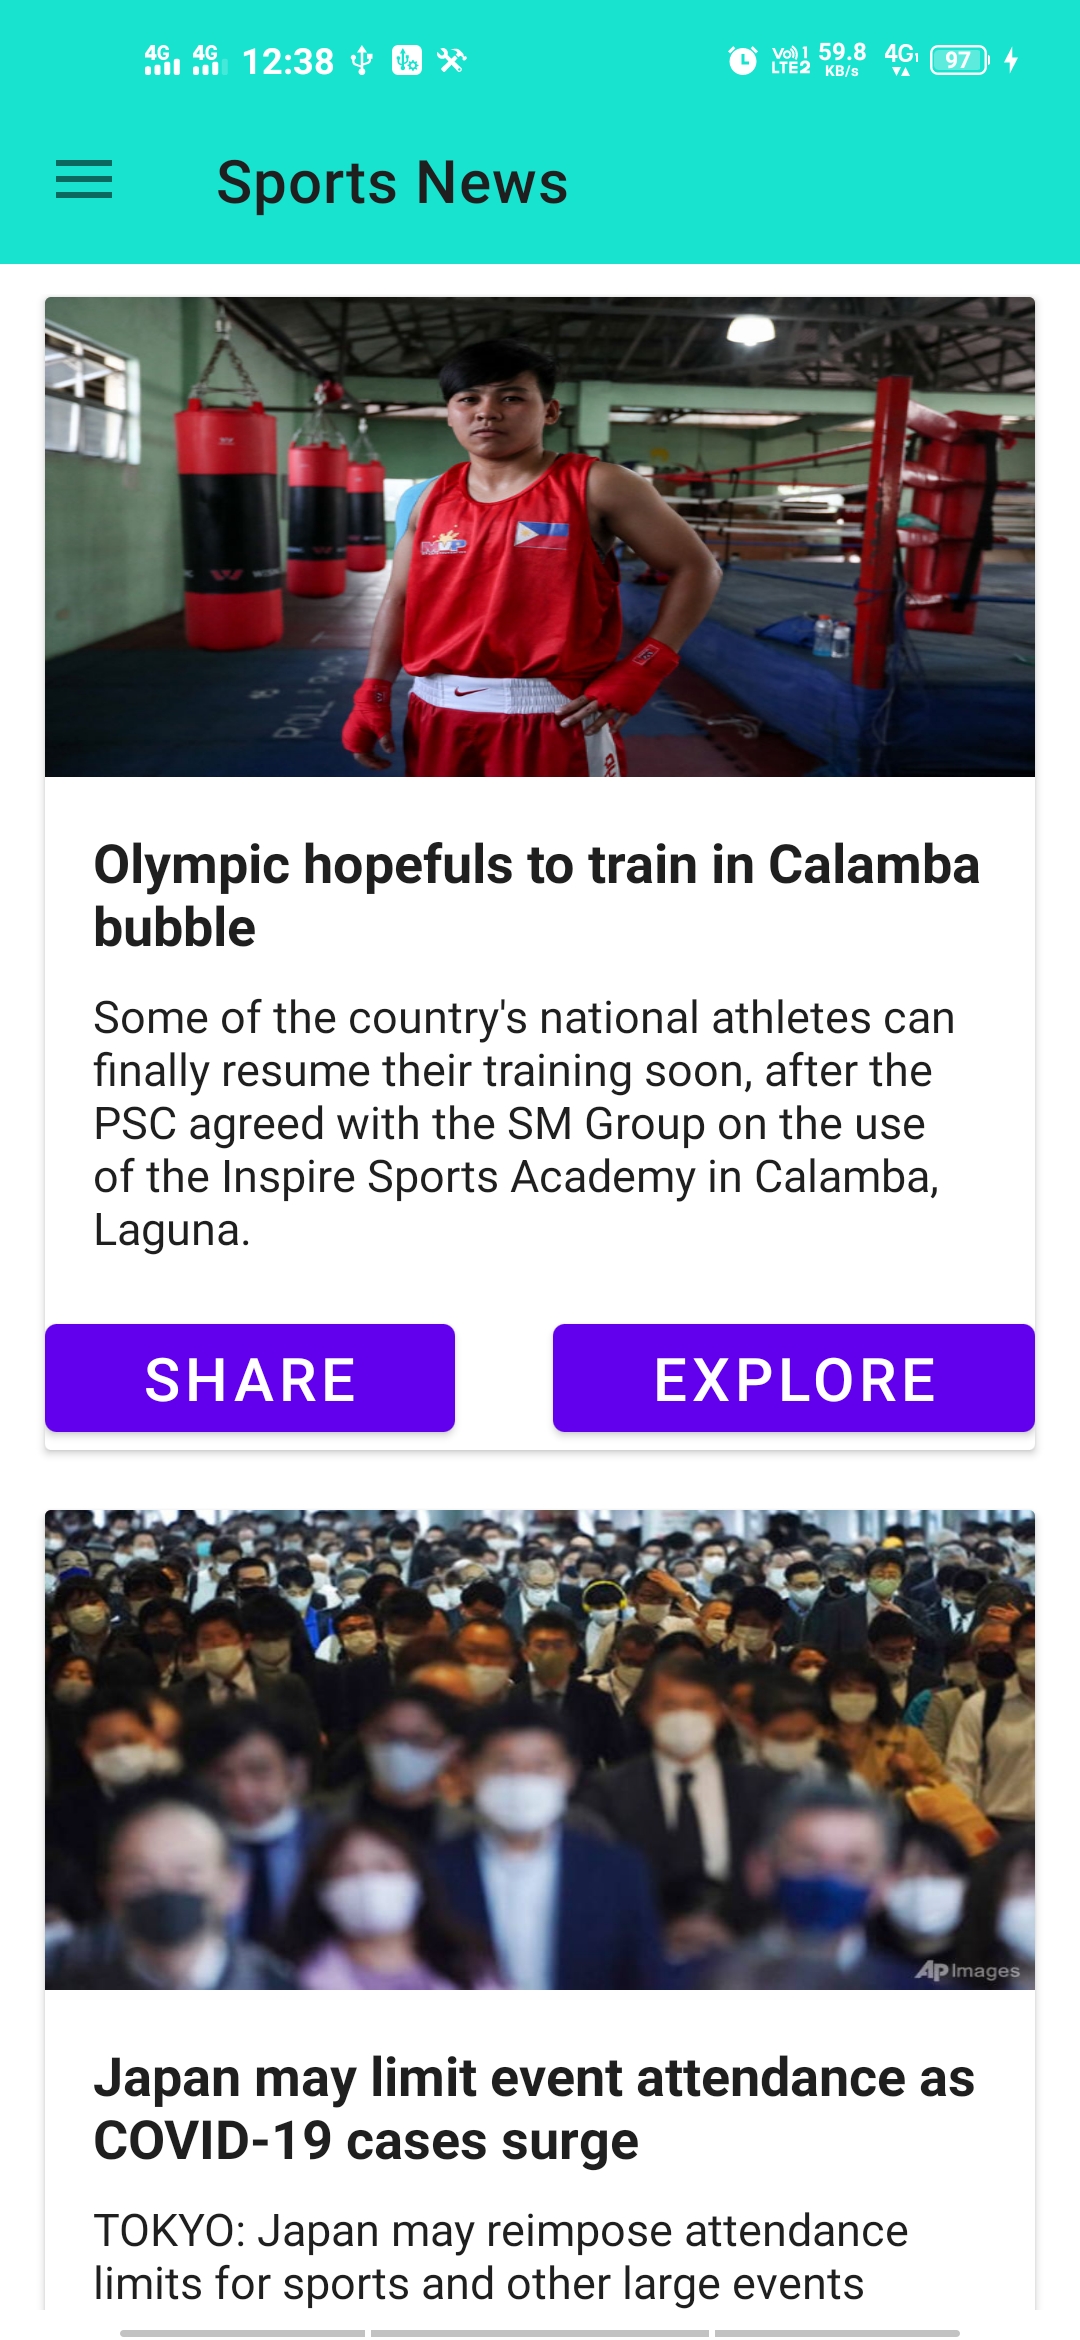 4G 4G 12:38 Vo) 1 LTE2 59.8 KB/s 4G 97
Sports News
MVP
Olympic hopefuls to train in Calamba
bubble
Some of the country's national athletes can
finally resume their training soon, after the
PSC agreed with the SM Group on the use
of the Inspire Sports Academy in Calamba,
Laguna.
SHARE EXPLORE
AP Images
Japan may limit event attendance as
COVID-19 cases surge
TOKYO: Japan may reimpose attendance
limits for sports and other large events